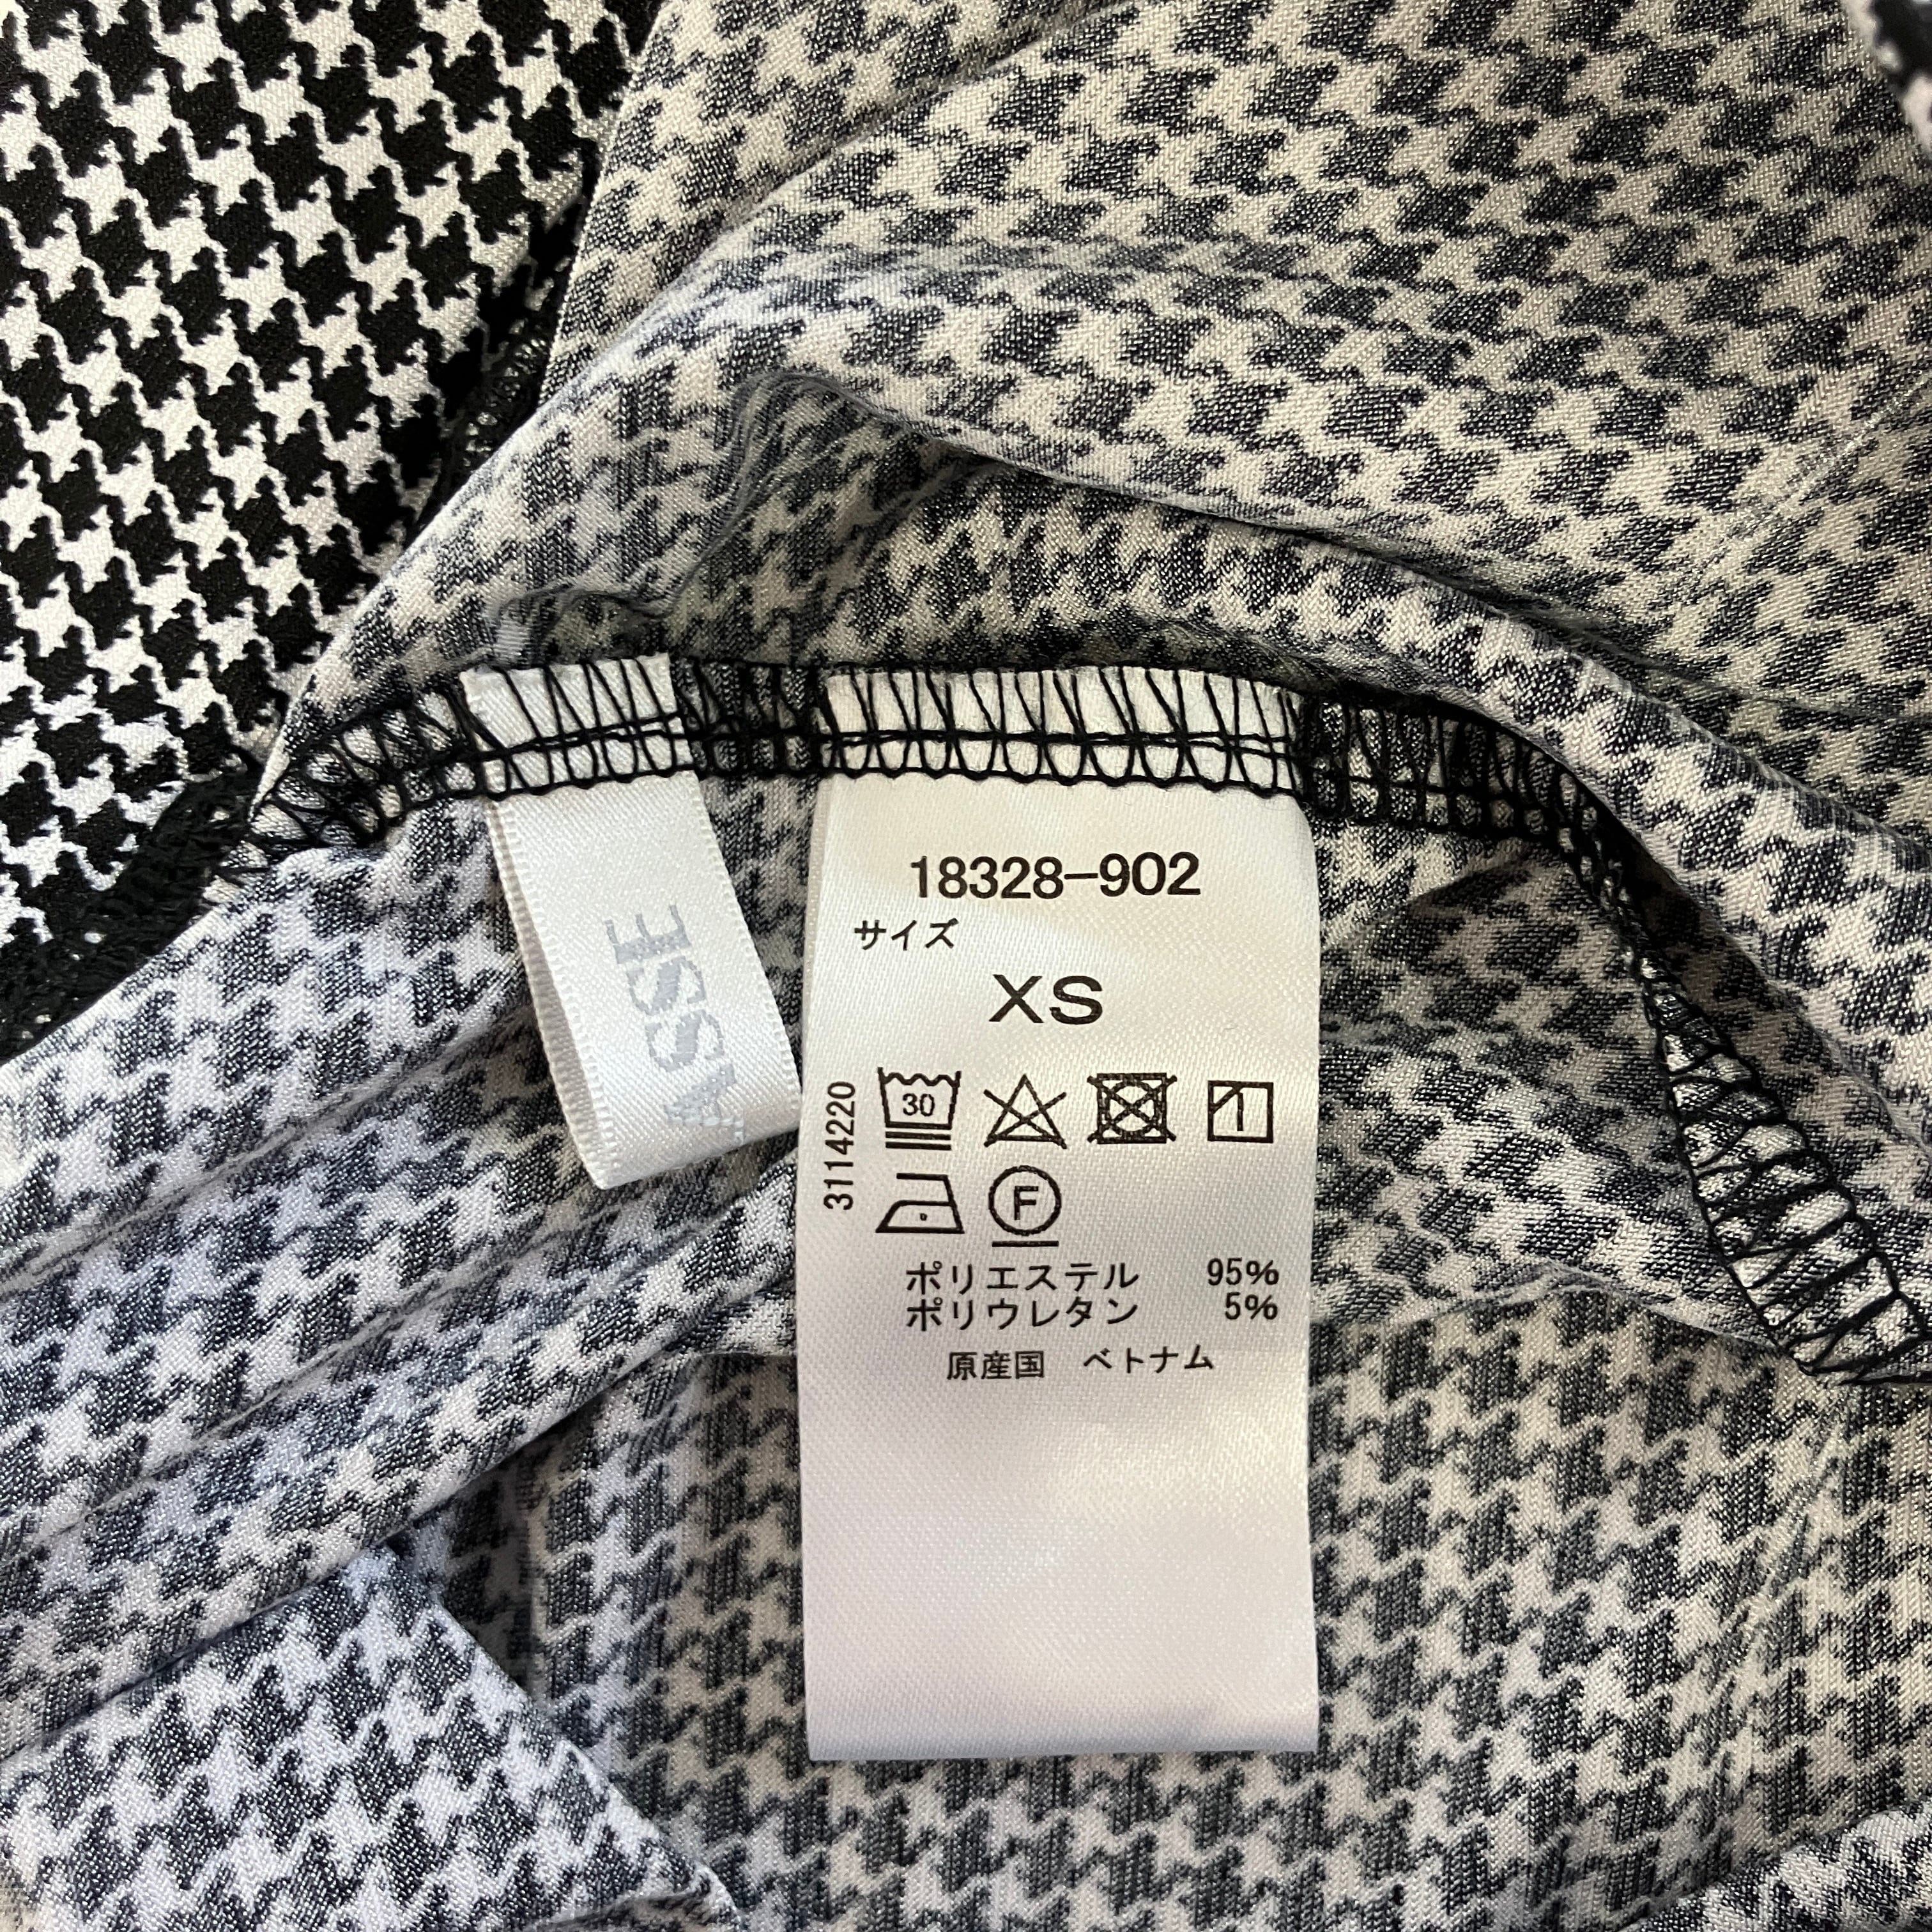 ASSE
18328-902
サイズ
XS
3114220
30
F
ポリエステル 95%
ポリウレタン 5%
原産国 ベトナム